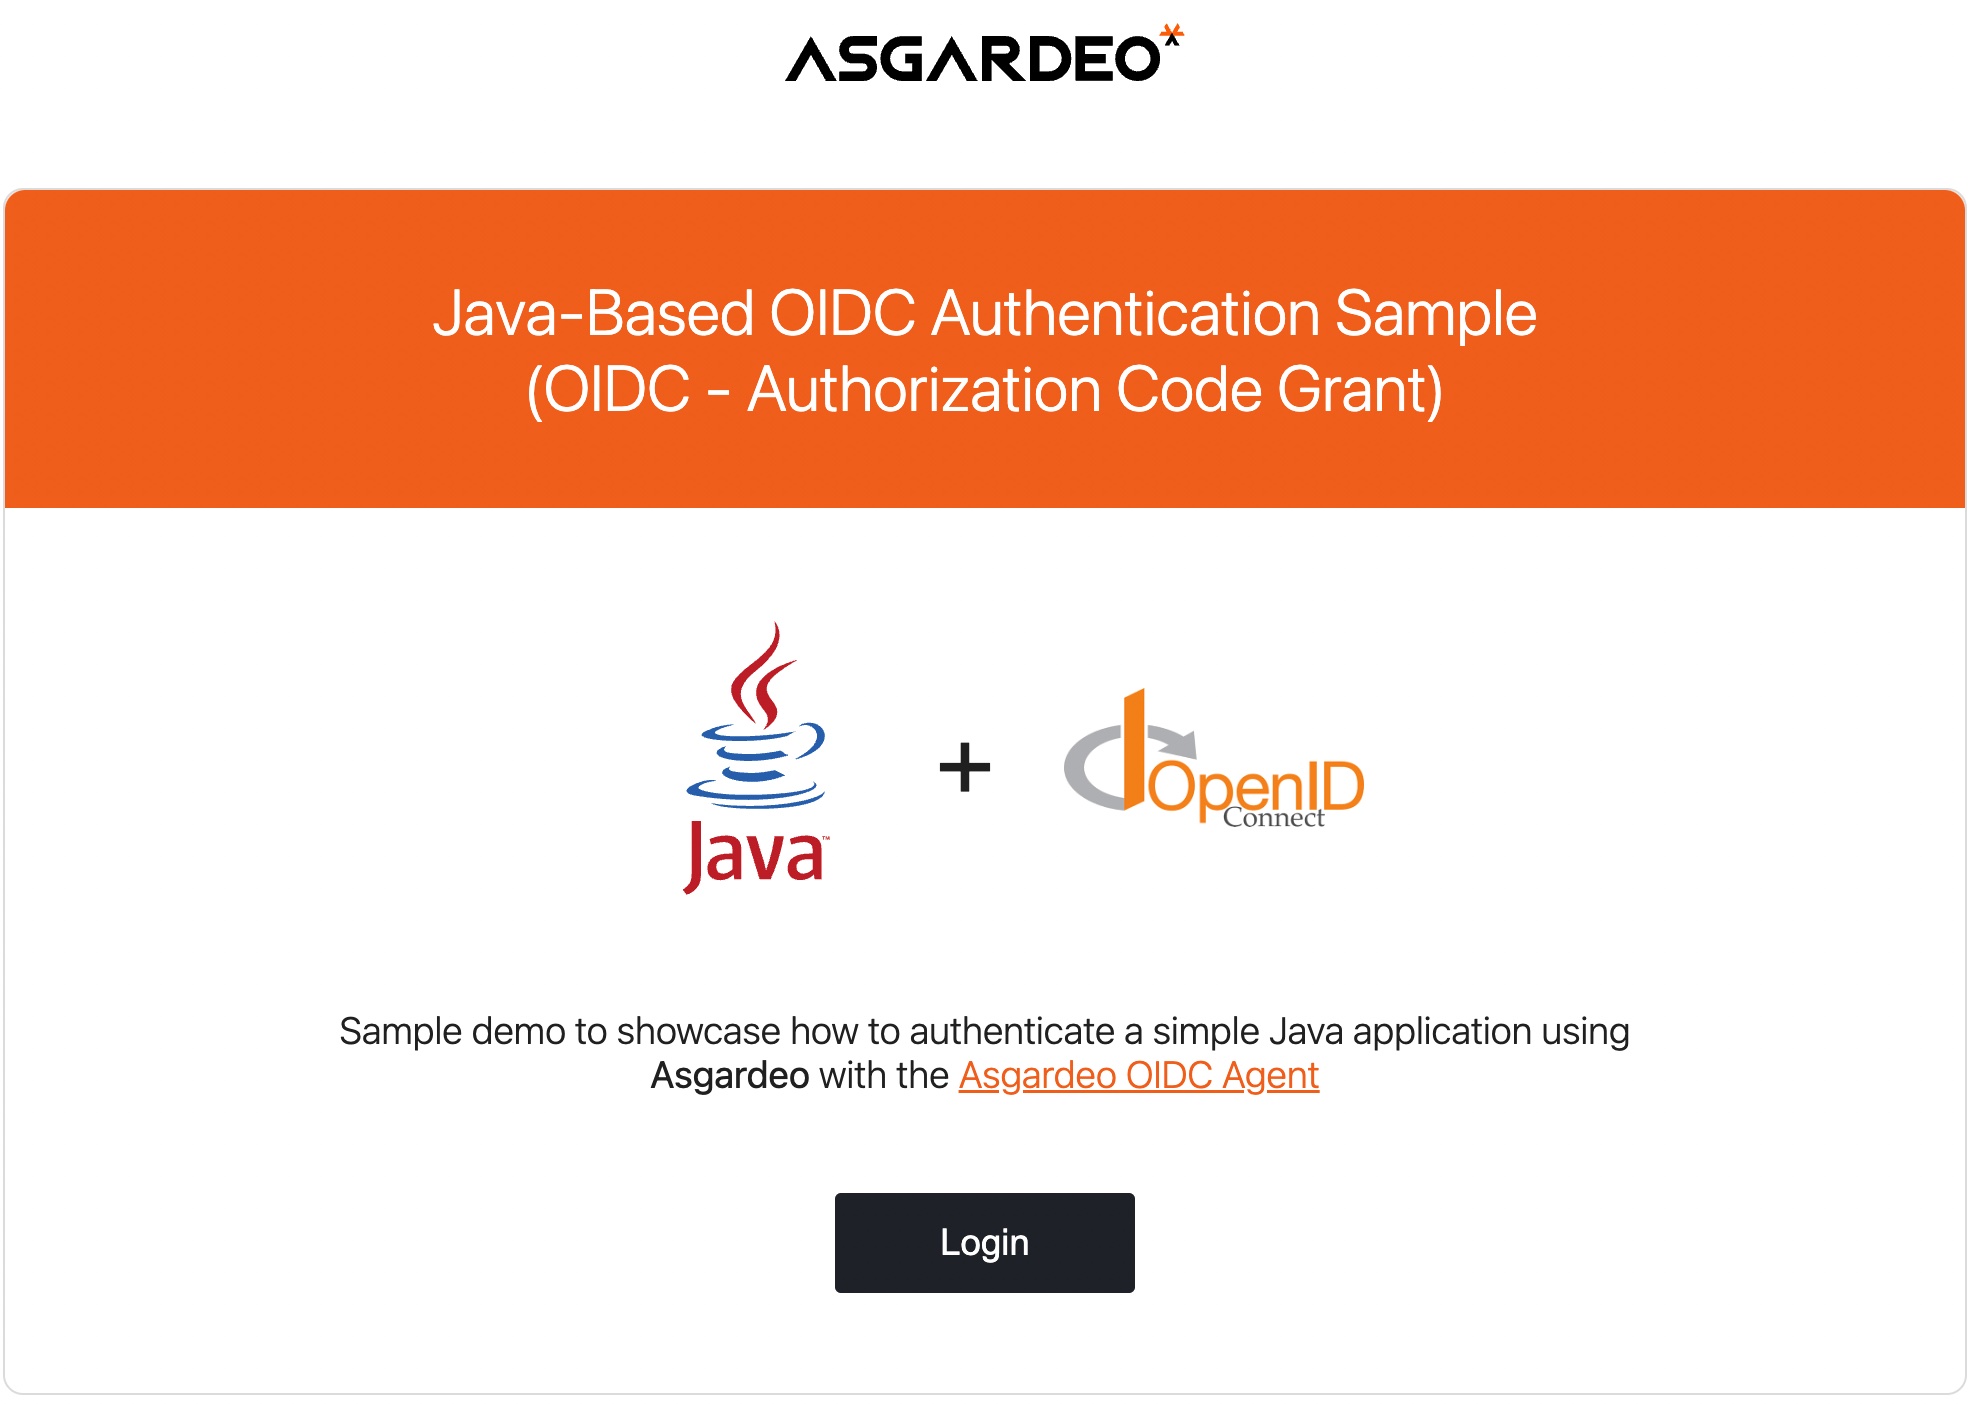 ASGARDEO
Java-Based OIDC Authentication Sample
(OIDC - Authorization Code Grant)
Java™
+
OpenID
Connect
Sample demo to showcase how to authenticate a simple Java application using
Asgardeo with the Asgardeo OIDC Agent
Login